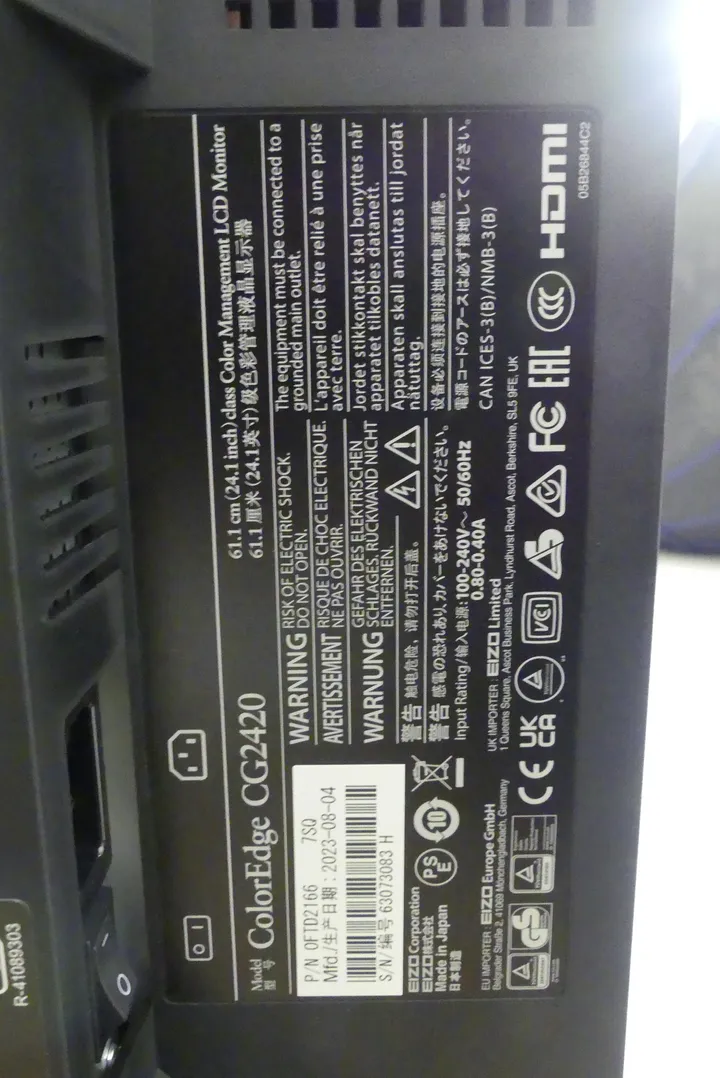 R-41089303
Model
型 号
ColorEdge CG2420
61.1 cm (24.1 inch) class Color Management LCD Monitor
61.1 厘米 (24.1英寸) 级色彩管理液晶显示器
P/N 0FTD2166 7SQ
Mfd./生产日期 : 2023-08-04
S/N/编号 63073083 H
WARNING
RISK OF ELECTRIC SHOCK.
DO NOT OPEN.
The equipment must be connected to a
grounded main outlet.
AVERTISSEMENT
RISQUE DE CHOC ELECTRIQUE.
NE PAS OUVRIR.
L'appareil doit être relié à une prise
avec terre.
WARNUNG
GEFAHR DES ELEKTRISCHEN
SCHLAGES. RÜCKWAND NICHT
ENTFERNEN.
Jordet stikkontakt skal benyttes når
apparatet tilkobles datanett.
Apparaten skall anslutas till jordat
nätuttag.
警告 触电危险，请勿打开后盖。
设备必须连接到接地的电源插座。
警告 感電の恐れあり、カバーをあけないでください。
電源コードのアースは必ず接地してください。
Input Rating/输入电源: 100-240V～ 50/60Hz
0.80-0.40A
CAN ICES-3(B)/NMB-3(B)
EIZO Corporation
EIZO株式会社
Made in Japan
日本制造
PS
E
10
EU IMPORTER : EIZO Europe GmbH
Belgrader Straße 2, 41069 Mönchengladbach, Germany
UK IMPORTER : EIZO Limited
1 Queens Square, Ascot Business Park, Lyndhurst Road, Ascot, Berkshire, SL5 9FE, UK
GS
CE
UK
CA
VCI
FC
EAC
CCC
HDMI
05B26844C2